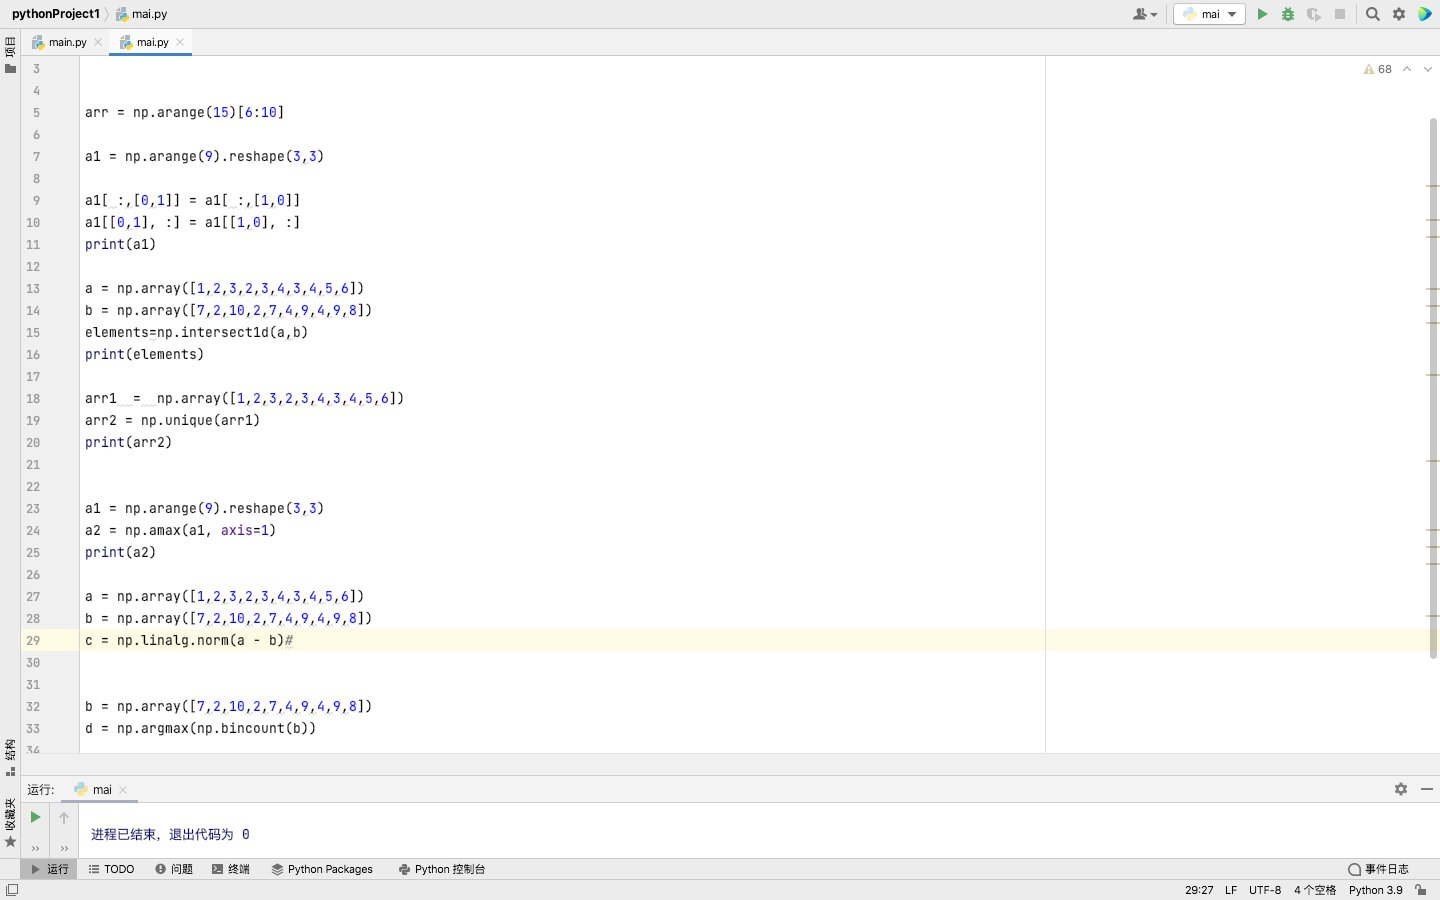 pythonProject1 mai.py
mai
main.py mai.py
项目
68
3
4
5 arr = np.arange(15)[6:10]
6
7 a1 = np.arange(9).reshape(3,3)
8
9 a1[ :,[0,1]] = a1[ :,[1,0]]
10 a1[[0,1], :] = a1[[1,0], :]
11 print(a1)
12
13 a = np.array([1,2,3,2,3,4,3,4,5,6])
14 b = np.array([7,2,10,2,7,4,9,4,9,8])
15 elements=np.intersect1d(a,b)
16 print(elements)
17
18 arr1  =  np.array([1,2,3,2,3,4,3,4,5,6])
19 arr2 = np.unique(arr1)
20 print(arr2)
21
22
23 a1 = np.arange(9).reshape(3,3)
24 a2 = np.amax(a1, axis=1)
25 print(a2)
26
27 a = np.array([1,2,3,2,3,4,3,4,5,6])
28 b = np.array([7,2,10,2,7,4,9,4,9,8])
29 c = np.linalg.norm(a - b)#
30
31
32 b = np.array([7,2,10,2,7,4,9,4,9,8])
33 d = np.argmax(np.bincount(b))
34
结构
收藏夹
运行: mai
进程已结束，退出代码为 0
运行 TODO 问题 终端 Python Packages Python 控制台 事件日志
29:27 LF UTF-8 4 个空格 Python 3.9